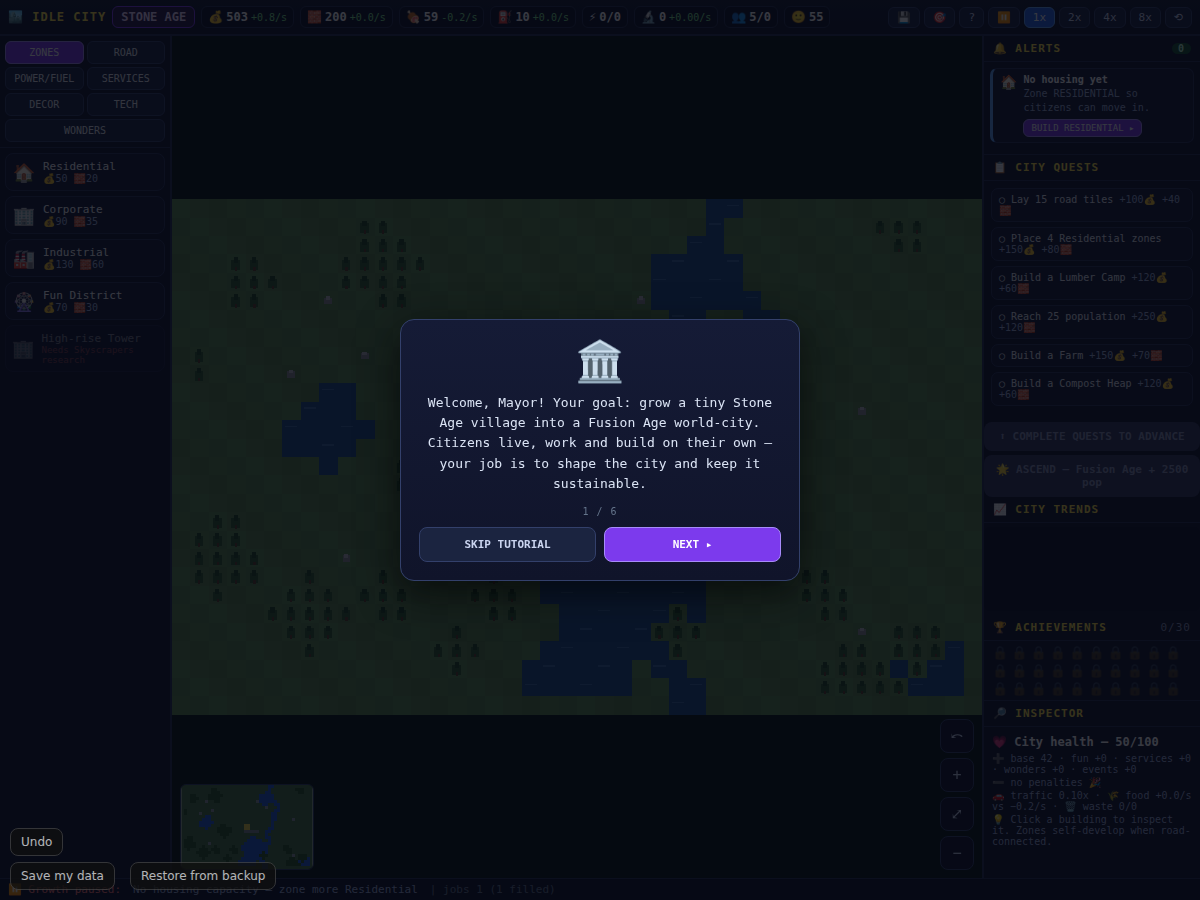 IDLE CITY STONE AGE 503 +0.8/s 200 +0.0/s 59 -0.2/s 10 +0.0/s 0/0 0 +0.00/s 5/0 55 ? 1x 2x 4x 8x
ZONES ROAD
POWER/FUEL SERVICES
DECOR TECH
WONDERS
Residential
50 20
Corporate
90 35
Industrial
130 60
Fun District
70 30
High-rise Tower
Needs Skyscrapers
research
Welcome, Mayor! Your goal: grow a tiny Stone
Age village into a Fusion Age world-city.
Citizens live, work and build on their own —
your job is to shape the city and keep it
sustainable.
1 / 6
SKIP TUTORIAL NEXT ▸
ALERTS 0
No housing yet
Zone RESIDENTIAL so
citizens can move in.
BUILD RESIDENTIAL ▸
CITY QUESTS
○ Lay 15 road tiles +100 +40
○ Place 4 Residential zones
+150 +80
○ Build a Lumber Camp +120
+60
○ Reach 25 population +250
+120
○ Build a Farm +150 +70
○ Build a Compost Heap +120
+60
⬆ COMPLETE QUESTS TO ADVANCE
ASCEND — Fusion Age + 2500
pop
CITY TRENDS
ACHIEVEMENTS 0/30
INSPECTOR
City health — 50/100
base 42 · fun +0 · services +0
· wonders +0 · events +0
no penalties
traffic 0.10x · food +0.0/s
vs −0.2/s · waste 0/0
Click a building to inspect
it. Zones self-develop when road-
connected.
Undo
Save my data Restore from backup
Growth paused: No housing capacity — zone more Residential | jobs 1 (1 filled)